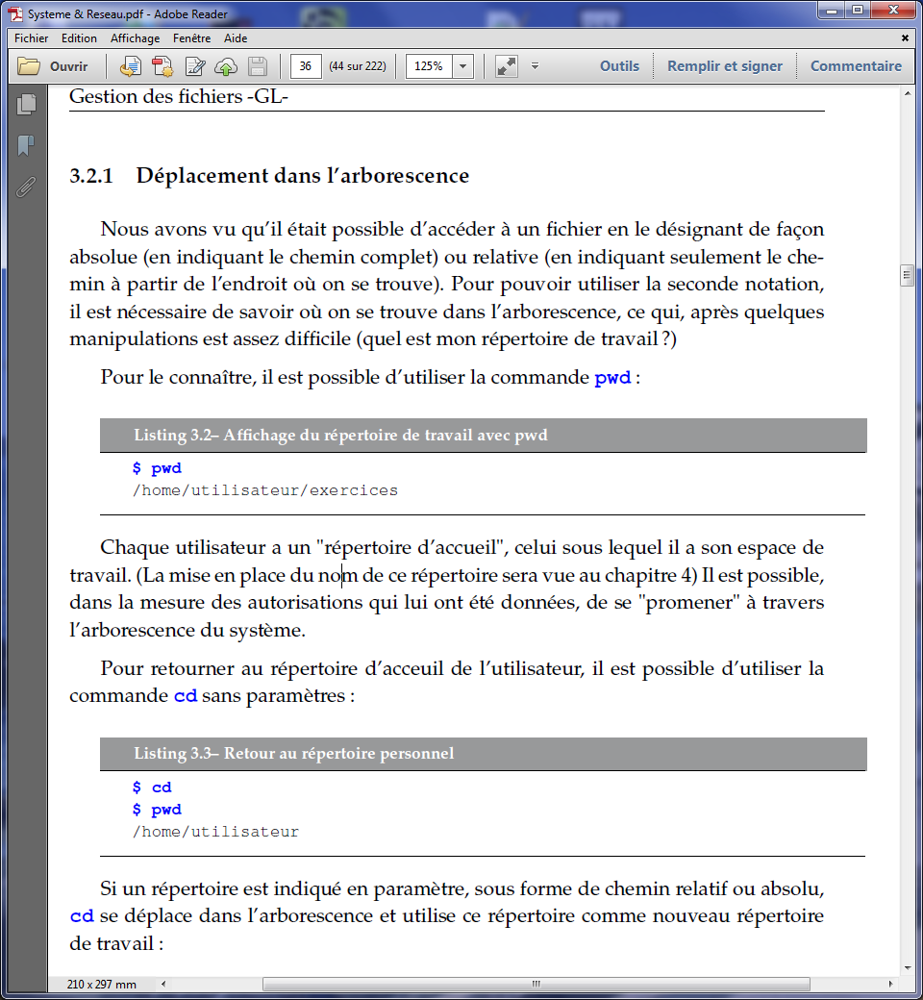 Systeme & Reseau.pdf - Adobe Reader
Fichier Edition Affichage Fenêtre Aide
Ouvrir 36 (44 sur 222) 125% Outils Remplir et signer Commentaire
Gestion des fichiers -GL-
3.2.1 Déplacement dans l'arborescence
Nous avons vu qu'il était possible d'accéder à un fichier en le désignant de façon
absolue (en indiquant le chemin complet) ou relative (en indiquant seulement le che-
min à partir de l'endroit où on se trouve). Pour pouvoir utiliser la seconde notation,
il est nécessaire de savoir où on se trouve dans l'arborescence, ce qui, après quelques
manipulations est assez difficile (quel est mon répertoire de travail ?)
Pour le connaître, il est possible d'utiliser la commande pwd :
Listing 3.2– Affichage du répertoire de travail avec pwd
$ pwd
/home/utilisateur/exercices
Chaque utilisateur a un "répertoire d'accueil", celui sous lequel il a son espace de
travail. (La mise en place du nom de ce répertoire sera vue au chapitre 4) Il est possible,
dans la mesure des autorisations qui lui ont été données, de se "promener" à travers
l'arborescence du système.
Pour retourner au répertoire d'acceuil de l'utilisateur, il est possible d'utiliser la
commande cd sans paramètres :
Listing 3.3– Retour au répertoire personnel
$ cd
$ pwd
/home/utilisateur
Si un répertoire est indiqué en paramètre, sous forme de chemin relatif ou absolu,
cd se déplace dans l'arborescence et utilise ce répertoire comme nouveau répertoire
de travail :
210 x 297 mm